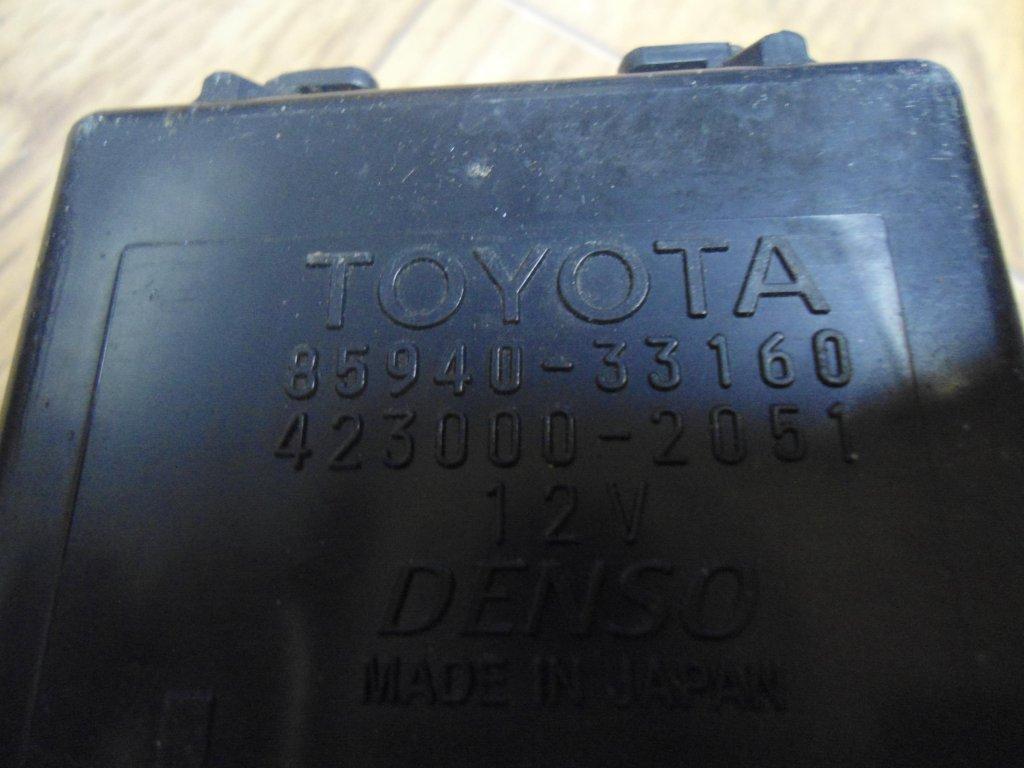 TOYOTA
85940-33160
423000-2051
12V
DENSO
MADE IN JAPAN